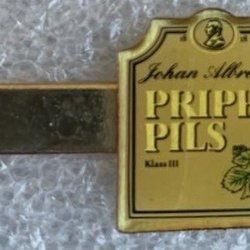 Johan Albre
PRIPP
PILS
Klass III